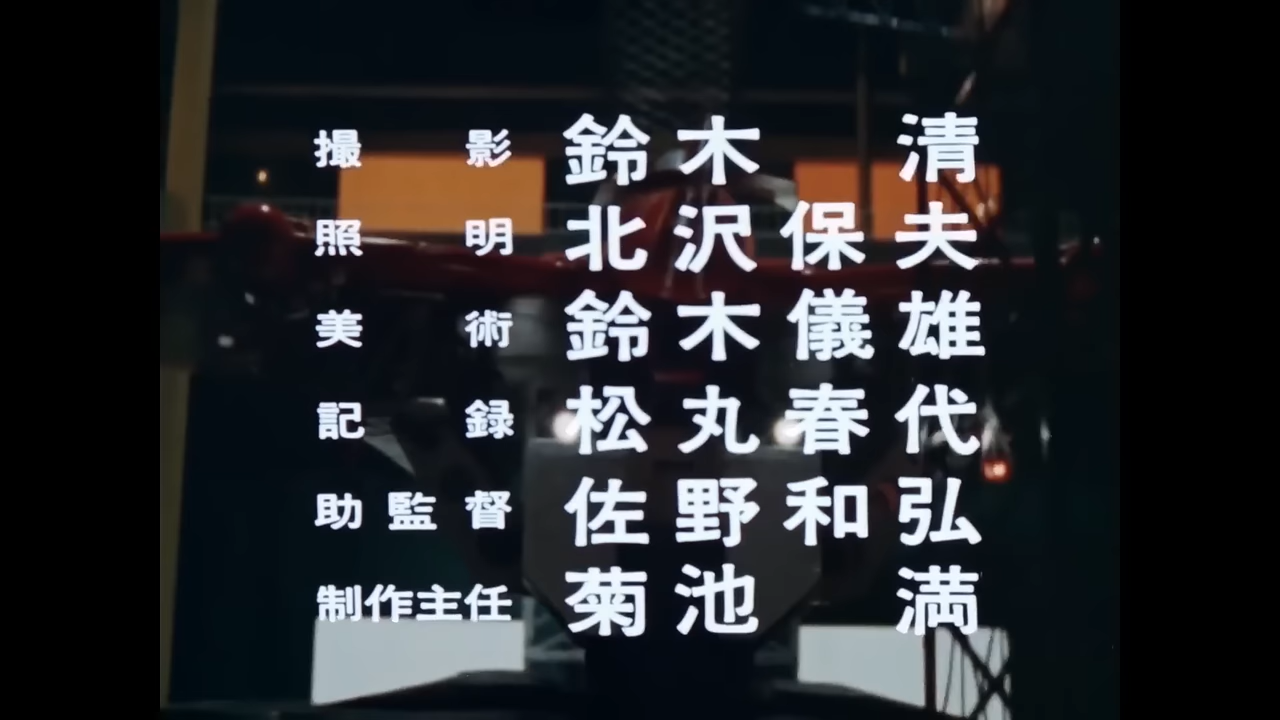 撮影 鈴木 清
照明 北沢保夫
美術 鈴木儀雄
記録 松丸春代
助監督 佐野和弘
制作主任 菊池 満